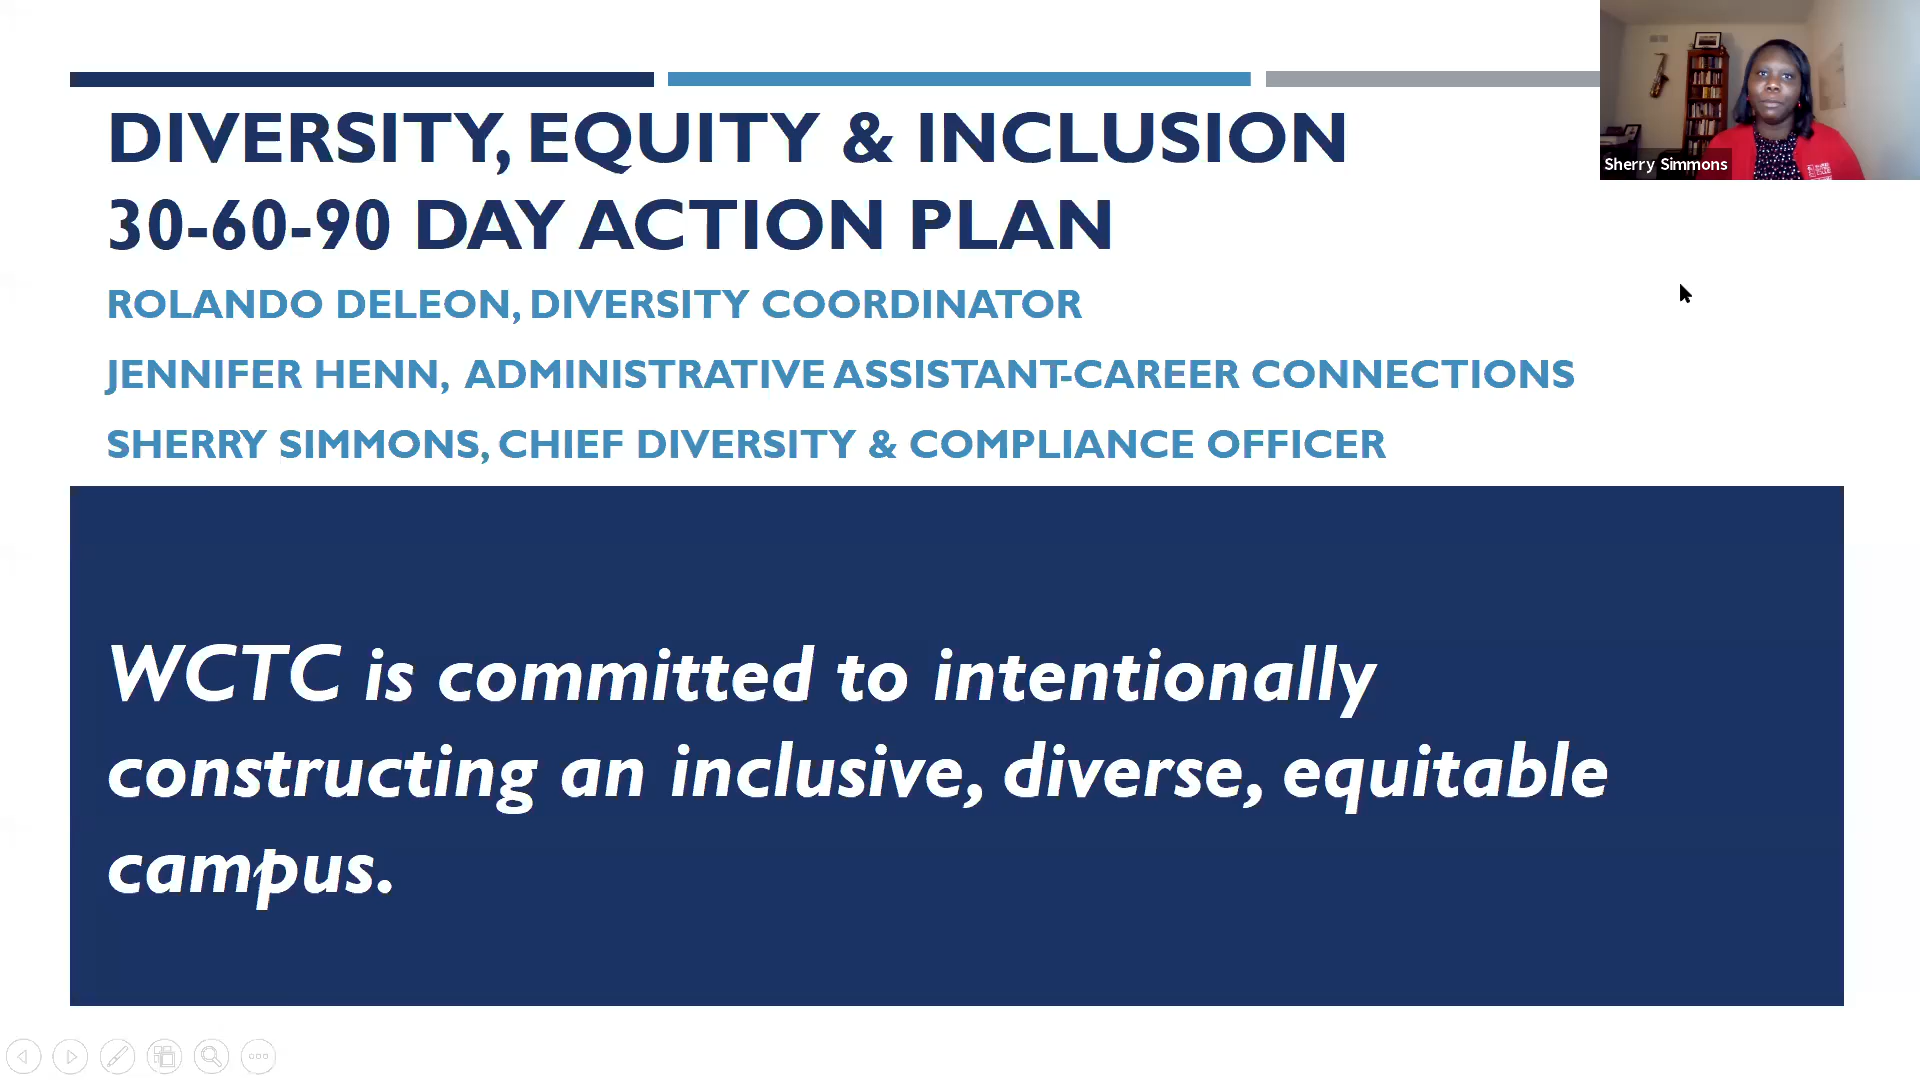 DIVERSITY, EQUITY & INCLUSION
30-60-90 DAY ACTION PLAN
ROLANDO DELEON, DIVERSITY COORDINATOR
JENNIFER HENN, ADMINISTRATIVE ASSISTANT-CAREER CONNECTIONS
SHERRY SIMMONS, CHIEF DIVERSITY & COMPLIANCE OFFICER
Sherry Simmons
WCTC is committed to intentionally
constructing an inclusive, diverse, equitable
campus.